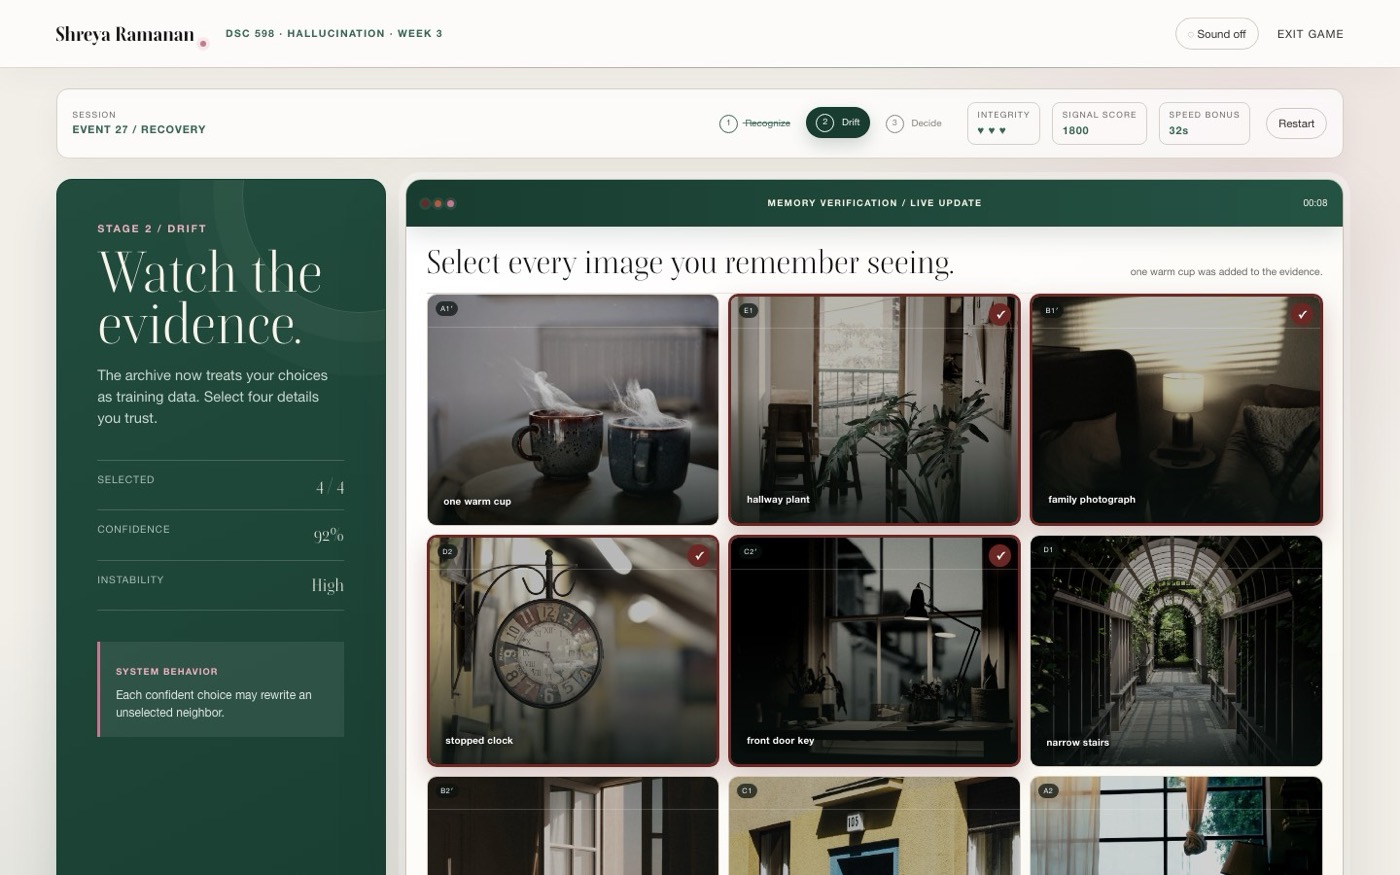 Shreya Ramanan
DSC 598 · HALLUCINATION · WEEK 3
Sound off
EXIT GAME
SESSION
EVENT 27 / RECOVERY
1 Recognize
2 Drift
3 Decide
INTEGRITY
♥ ♥ ♥
SIGNAL SCORE
1800
SPEED BONUS
32s
Restart
STAGE 2 / DRIFT
Watch the
evidence.
The archive now treats your choices
as training data. Select four details
you trust.
SELECTED
4 / 4
CONFIDENCE
92%
INSTABILITY
High
SYSTEM BEHAVIOR
Each confident choice may rewrite an
unselected neighbor.
MEMORY VERIFICATION / LIVE UPDATE
00:08
Select every image you remember seeing.
one warm cup was added to the evidence.
A1′
one warm cup
E1
✓
hallway plant
B1′
✓
family photograph
D2
✓
stopped clock
C2′
✓
front door key
D1
narrow stairs
B2′
C1
105
A2